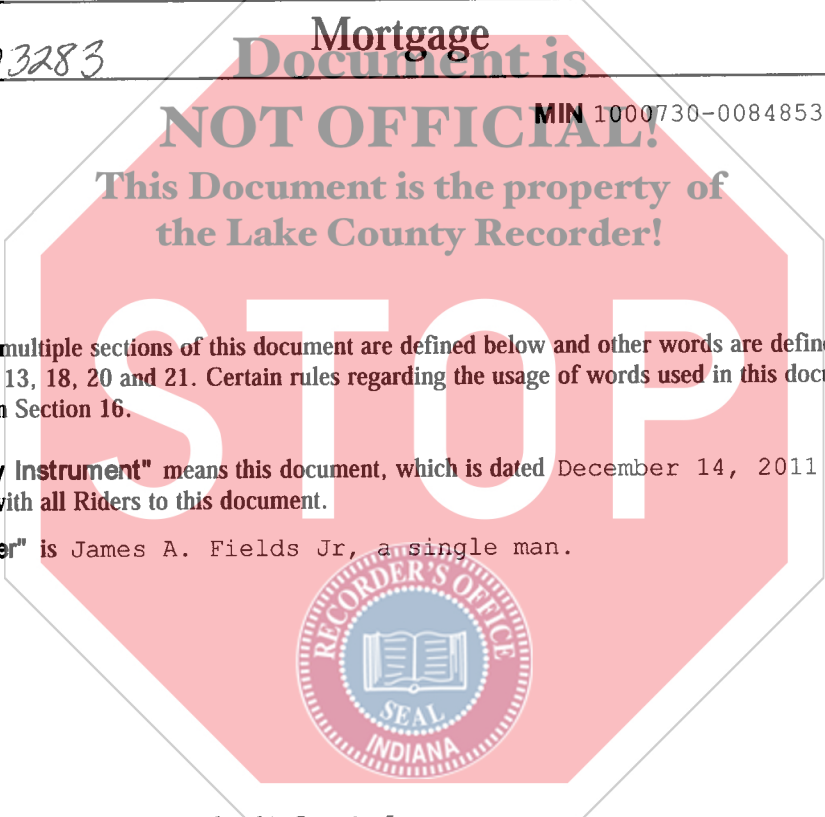 Mortgage
3283
Document is
NOT OFFICIAL!
MIN 1000730-0084853
This Document is the property of
the Lake County Recorder!
STOP
multiple sections of this document are defined below and other words are define
13, 18, 20 and 21. Certain rules regarding the usage of words used in this docu
n Section 16.
y Instrument" means this document, which is dated December 14, 2011
with all Riders to this document.
er" is James A. Fields Jr, a single man.
RECORDER'S OFFICE
SEAL
INDIANA